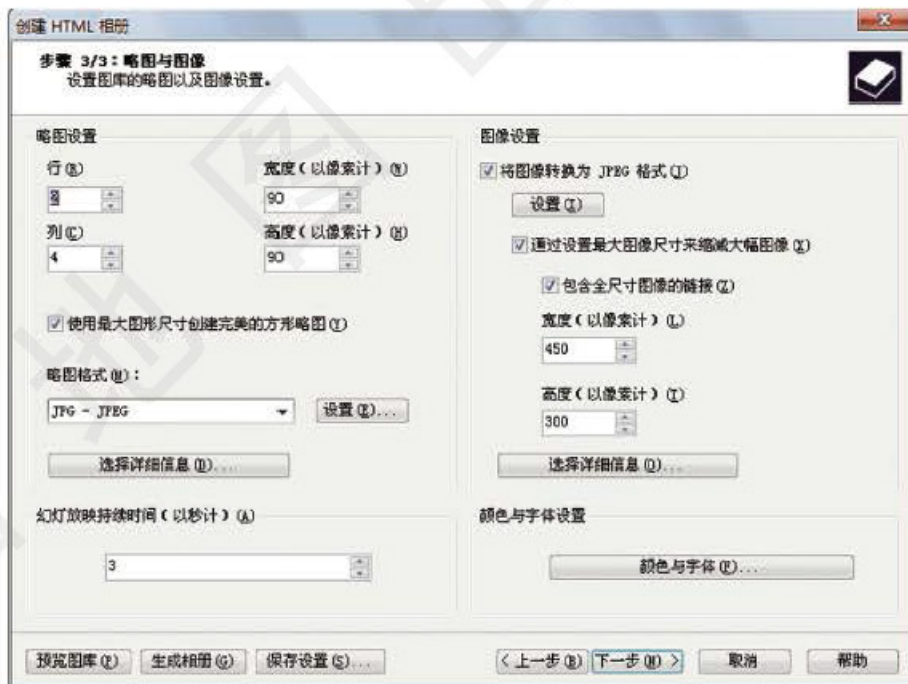 创建 HTML 相册
步骤 3/3：略图与图像
设置图库的略图以及图像设置。
略图设置
行(R)
宽度(以像素计)(W)
90
列(C)
高度(以像素计)(H)
4
90
使用最大图形尺寸创建完美的方形略图(Y)
略图格式(M)：
JPG - JPEG
设置(E)...
选择详细信息(D)....
幻灯放映持续时间(以秒计)(A)
3
图像设置
将图像转换为 JPEG 格式(J)
设置(I)
通过设置最大图像尺寸来缩减大幅图像(X)
包含全尺寸图像的链接(Z)
宽度(以像素计)(L)
450
高度(以像素计)(T)
300
选择详细信息(O)...
颜色与字体设置
颜色与字体(F)...
预览图库(P)
生成相册(G)
保存设置(S)...
< 上一步(B)
下一步(N) >
取消
帮助